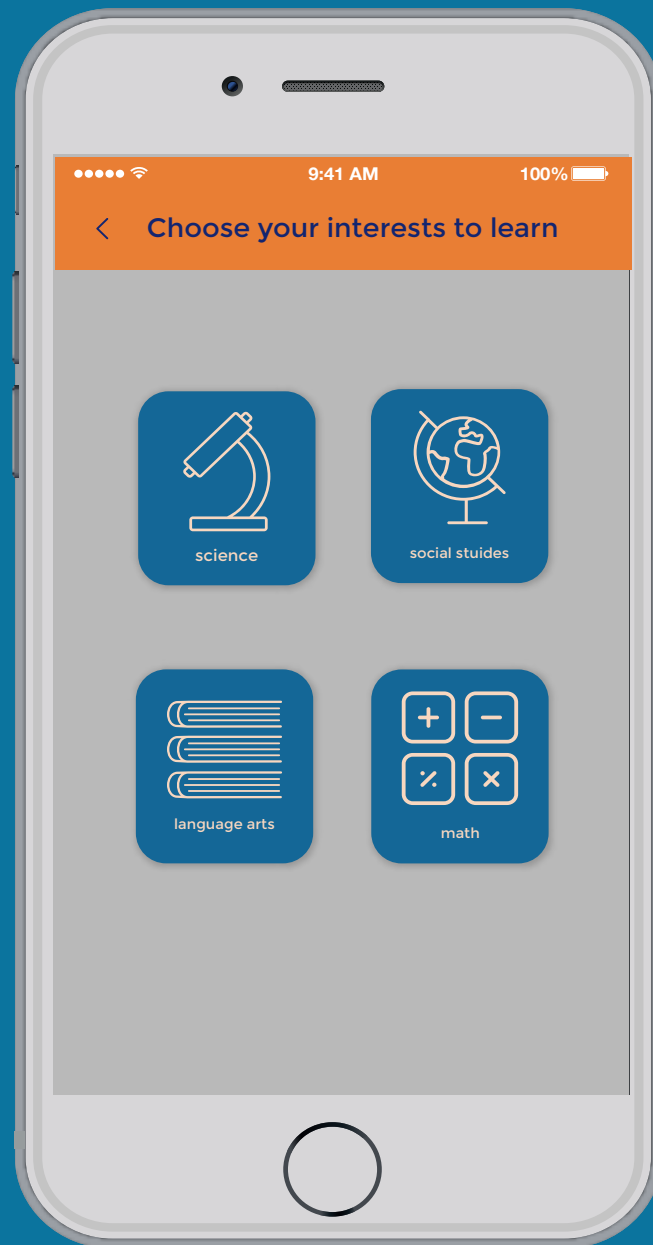 9:41 AM 100%
Choose your interests to learn
science
social stuides
language arts
math